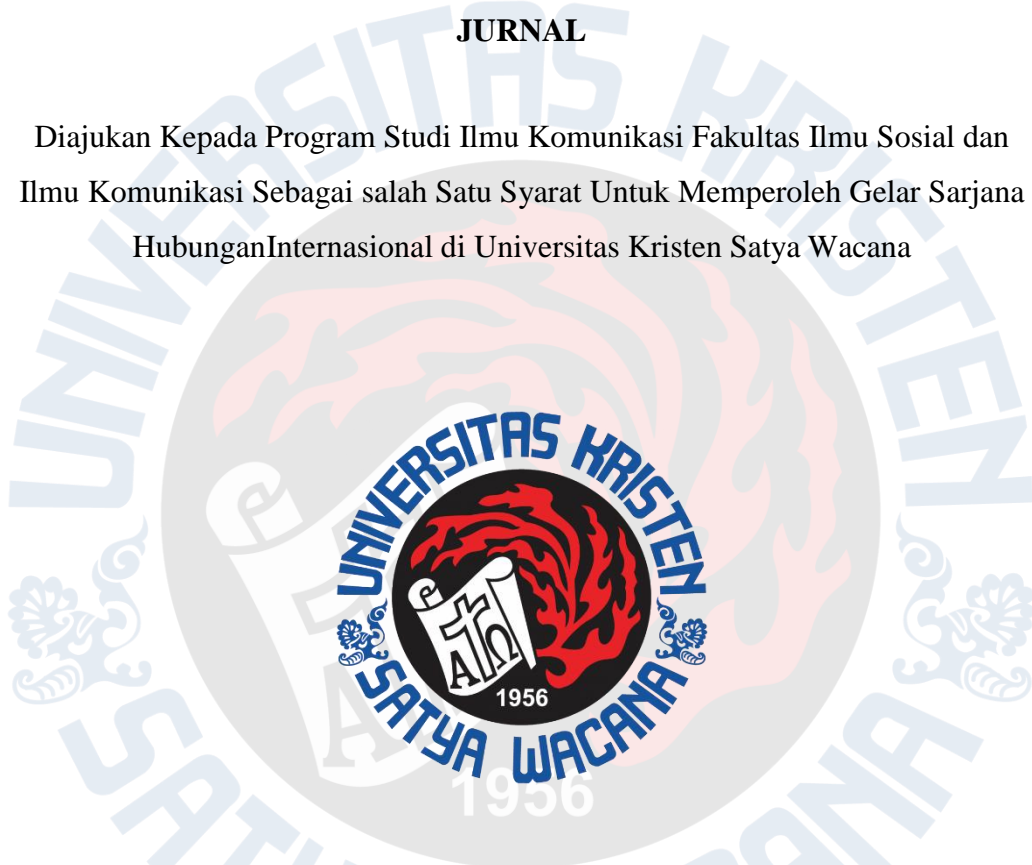 JURNAL
Diajukan Kepada Program Studi Ilmu Komunikasi Fakultas Ilmu Sosial dan
Ilmu Komunikasi Sebagai salah Satu Syarat Untuk Memperoleh Gelar Sarjana
HubunganInternasional di Universitas Kristen Satya Wacana
UNIVERSITAS KRISTEN
ΑΩ
1956
SATYA WACANA